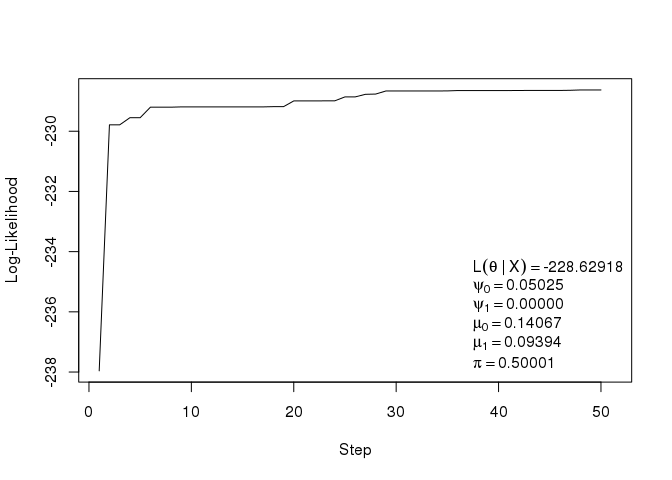 Log-Likelihood
-230
-232
-234
-236
-238
L(θ | X) = -228.62918
ψ₀ = 0.05025
ψ₁ = 0.00000
μ₀ = 0.14067
μ₁ = 0.09394
π = 0.50001
0 10 20 30 40 50
Step